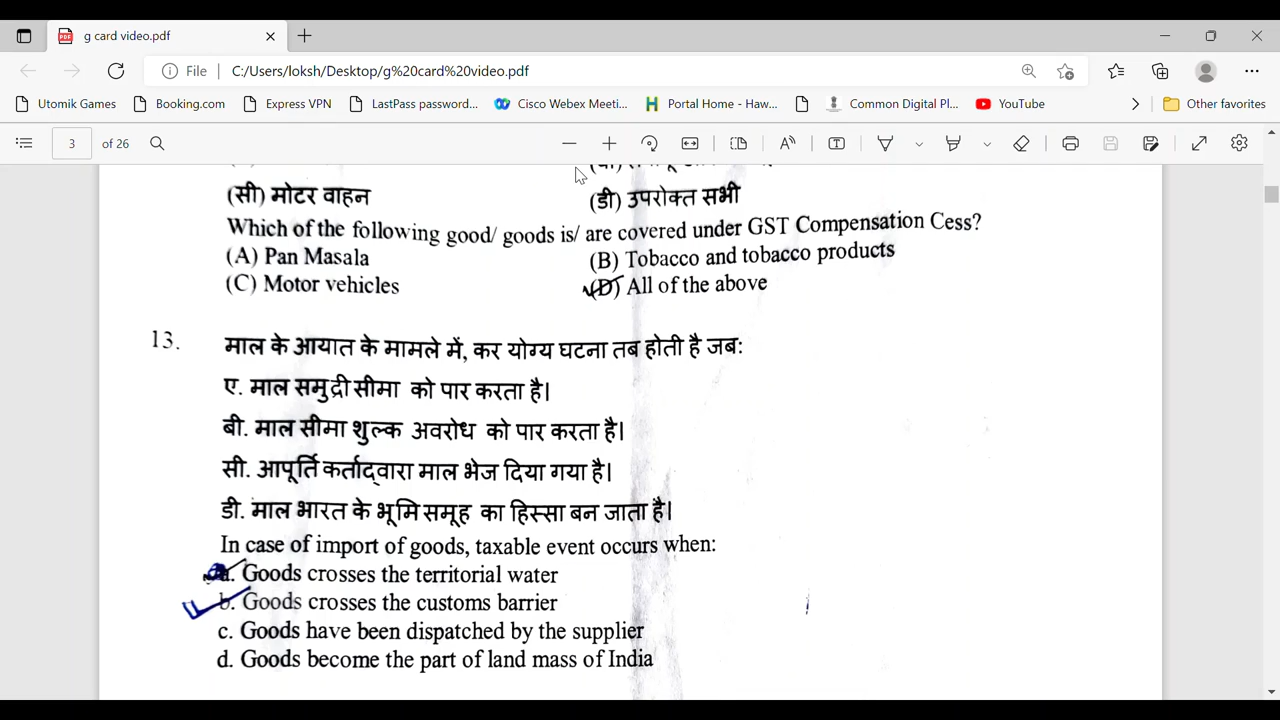 g card video.pdf
File C:/Users/loksh/Desktop/g%20card%20video.pdf
Utomik Games Booking.com Express VPN LastPass password... Cisco Webex Meeti... Portal Home - Haw... Common Digital Pl... YouTube Other favorites
3 of 26
(सी) मोटर वाहन (डी) उपरोक्त सभी
Which of the following good/ goods is/ are covered under GST Compensation Cess?
(A) Pan Masala (B) Tobacco and tobacco products
(C) Motor vehicles (D) All of the above
13. माल के आयात के मामले में, कर योग्य घटना तब होती है जब:
ए. माल समुद्री सीमा को पार करता है।
बी. माल सीमा शुल्क अवरोध को पार करता है।
सी. आपूर्ति कर्ताद्वारा माल भेज दिया गया है।
डी. माल भारत के भूमि समूह का हिस्सा बन जाता है।
In case of import of goods, taxable event occurs when:
a. Goods crosses the territorial water
b. Goods crosses the customs barrier
c. Goods have been dispatched by the supplier
d. Goods become the part of land mass of India